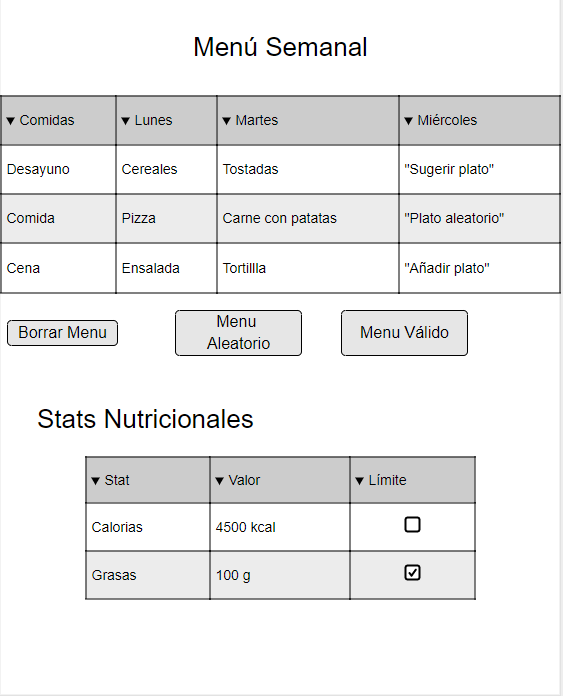 Menú Semanal
▼ Comidas ▼ Lunes ▼ Martes ▼ Miércoles
Desayuno Cereales Tostadas "Sugerir plato"
Comida Pizza Carne con patatas "Plato aleatorio"
Cena Ensalada Tortillla "Añadir plato"
Borrar Menu
Menu
Aleatorio
Menu Válido
Stats Nutricionales
▼ Stat ▼ Valor ▼ Límite
Calorias 4500 kcal
Grasas 100 g